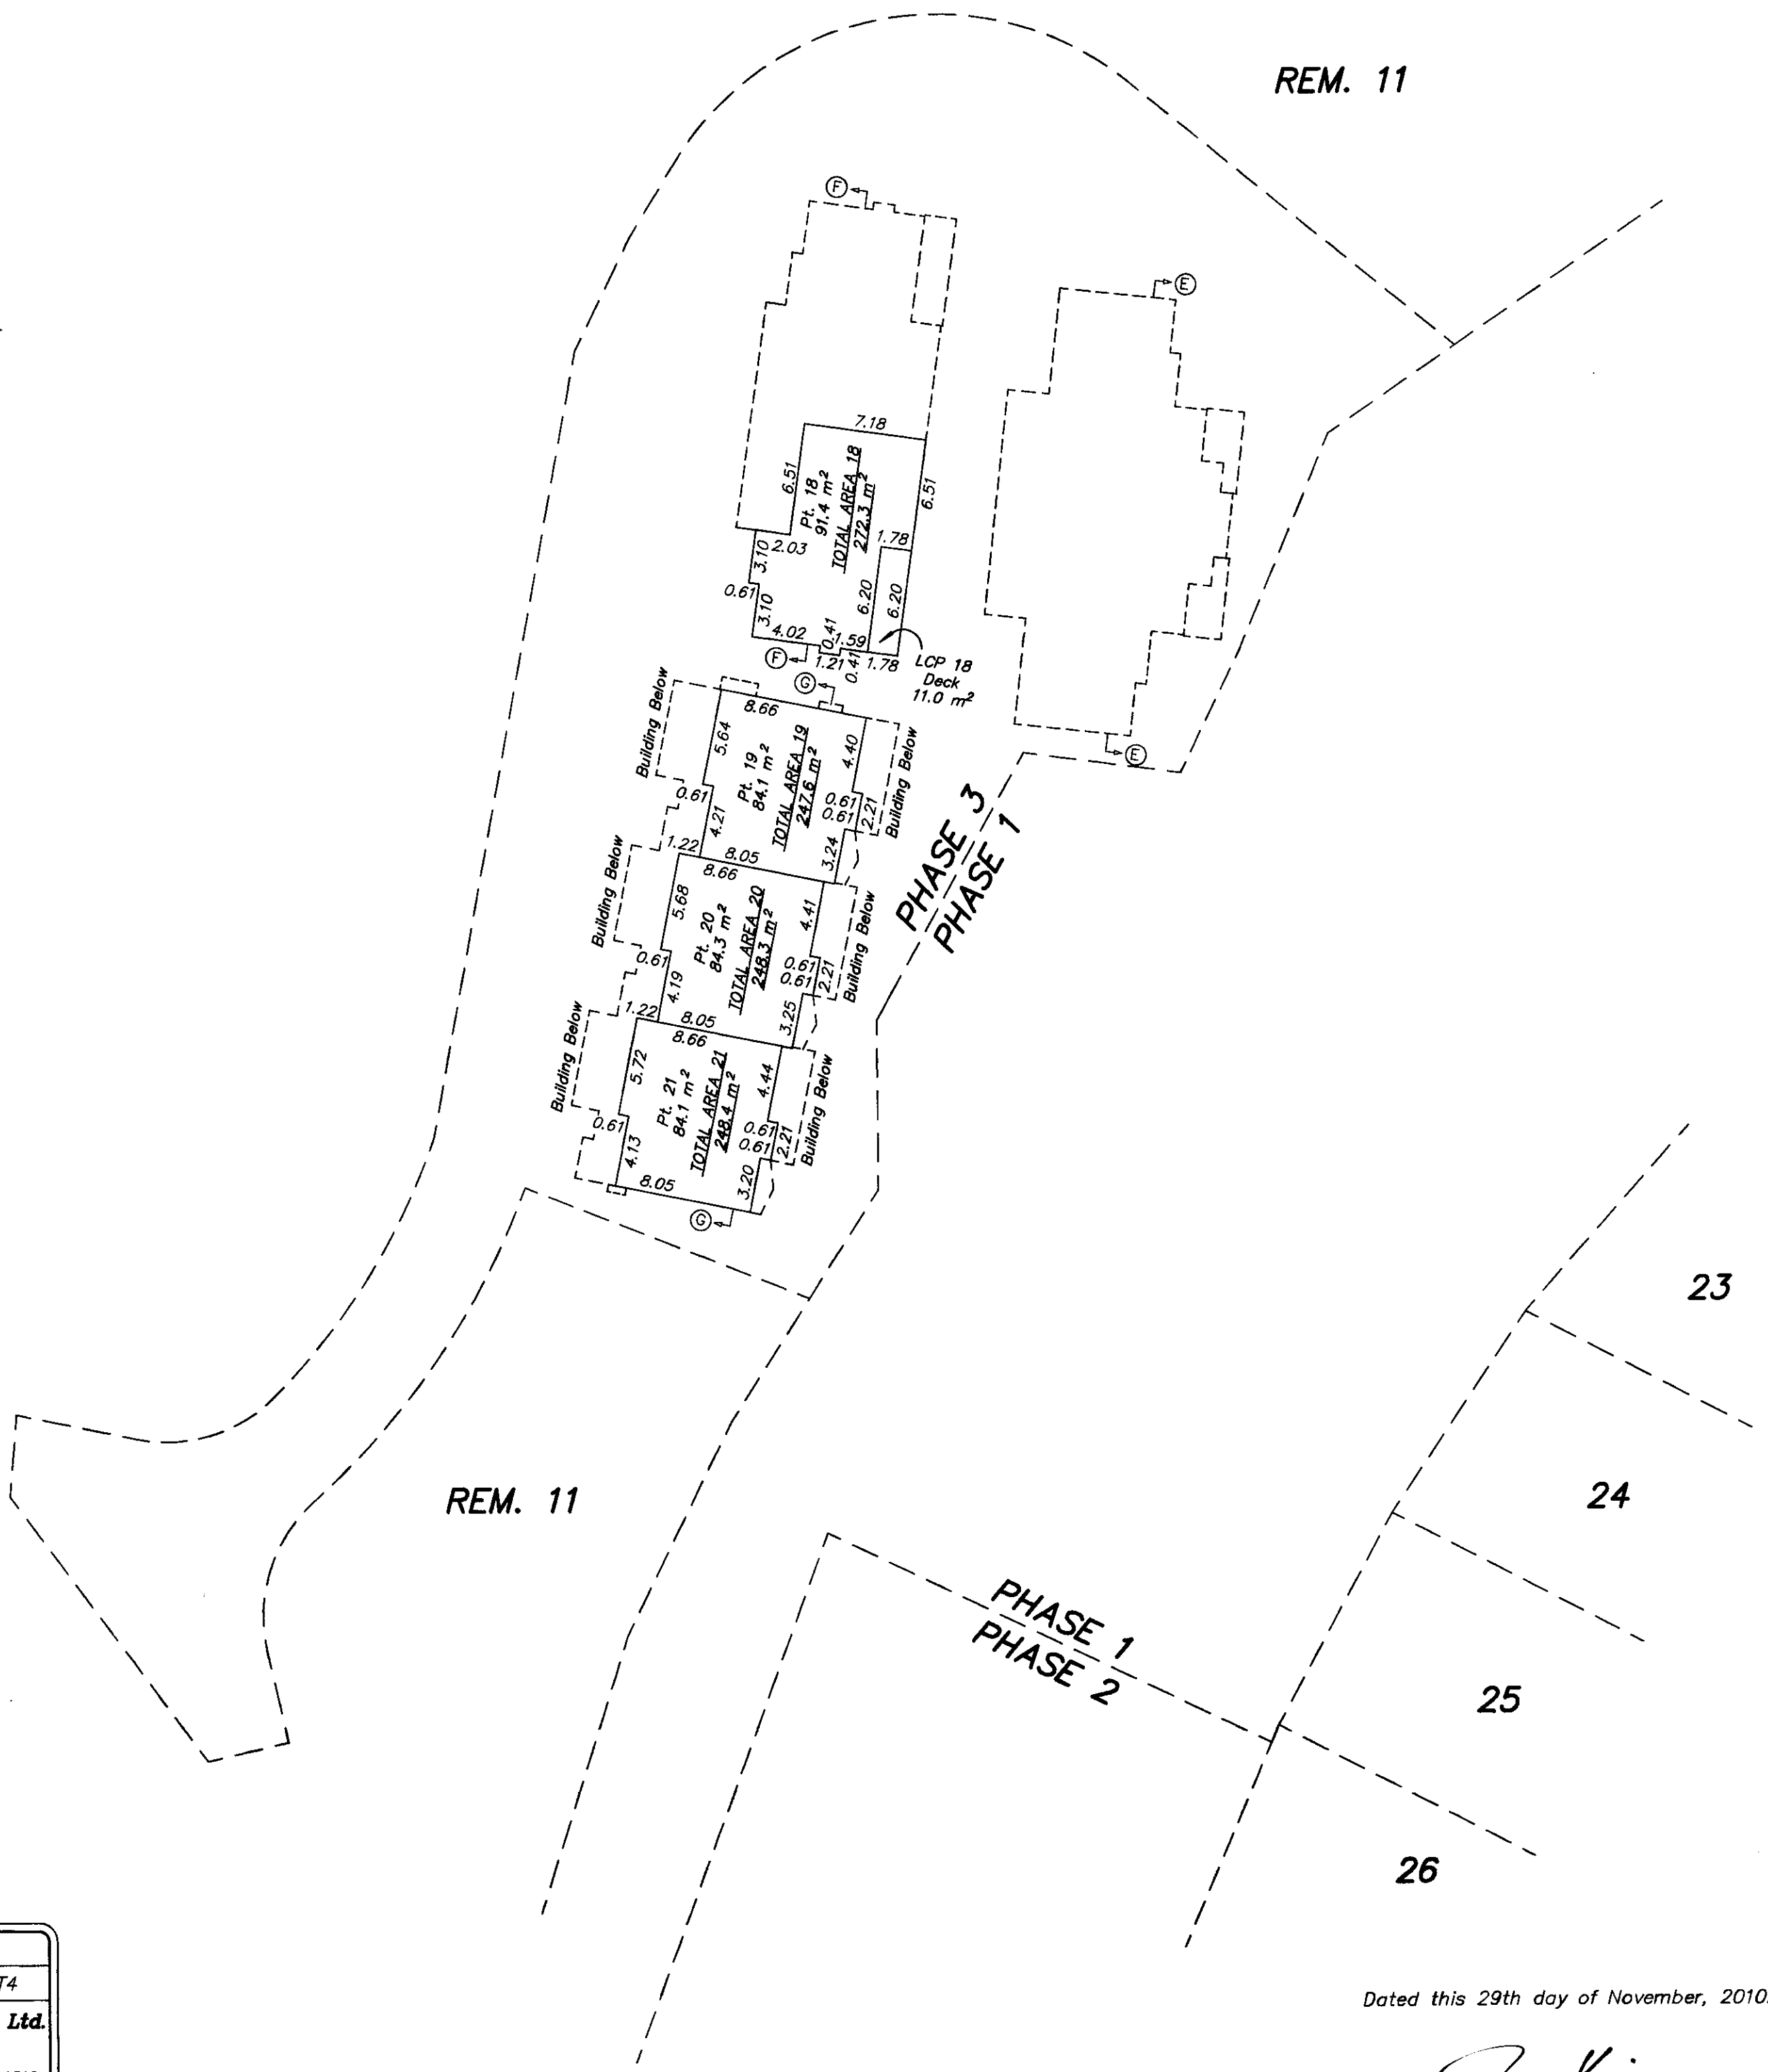 REM. 11
F
E
7.18
6.51
Pt. 18
91.4 m²
TOTAL AREA 18
272.3 m²
6.51
2.03
1.78
3.10
0.61
3.10
6.20
6.20
4.02
0.41
1.59
F
1.21
0.41
1.78
LCP 18
Deck
11.0 m²
G
E
Building Below
8.66
5.64
Pt. 19
84.1 m²
TOTAL AREA 19
247.6 m²
4.40
0.61
0.61
0.61
2.21
Building Below
4.21
3.24
1.22
8.05
PHASE 3
PHASE 1
Building Below
8.66
5.68
Pt. 20
84.3 m²
TOTAL AREA 20
248.3 m²
4.41
0.61
0.61
0.61
2.21
Building Below
4.19
3.25
1.22
8.05
Building Below
8.66
5.72
Pt. 21
84.1 m²
TOTAL AREA 21
248.4 m²
4.44
0.61
0.61
0.61
2.21
Building Below
4.13
3.20
8.05
G
23
24
REM. 11
PHASE 1
PHASE 2
25
26
T4
Ltd.
Dated this 29th day of November, 2010.